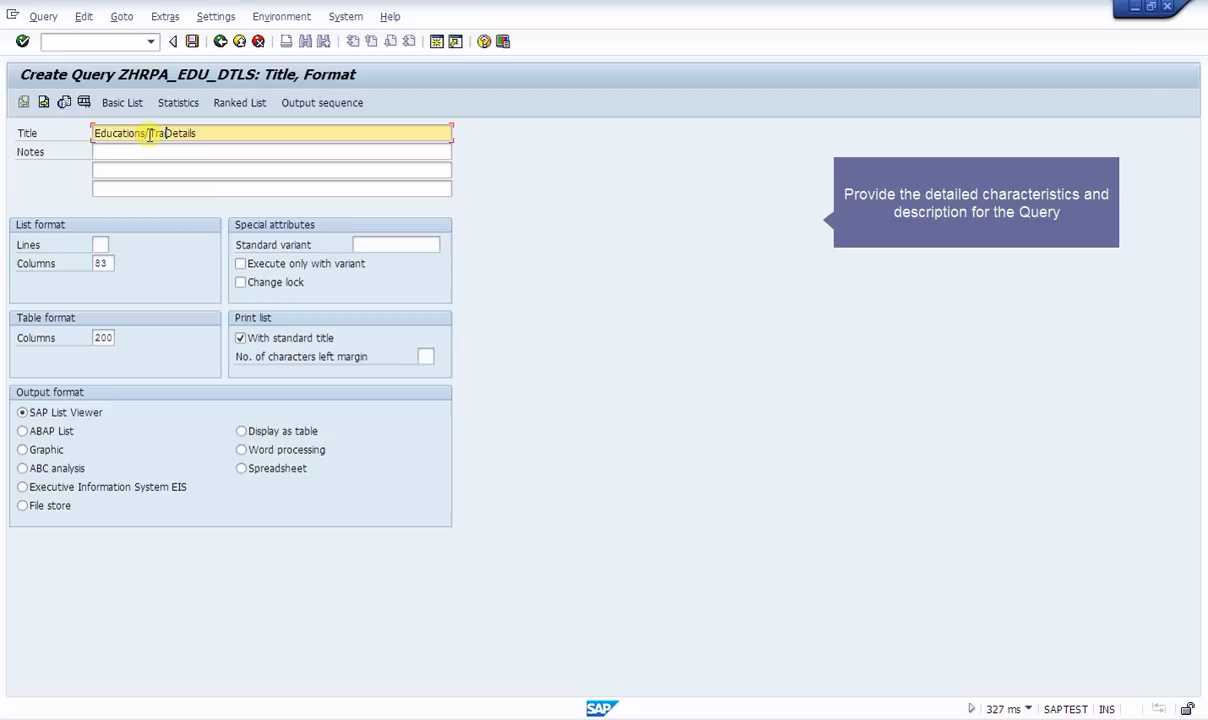 Query Edit Goto Extras Settings Environment System Help
Create Query ZHRPA_EDU_DTLS: Title, Format
Basic List Statistics Ranked List Output sequence
Title Educations/TraDetails
Notes
Provide the detailed characteristics and
description for the Query
List format Special attributes
Lines Standard variant
Columns 83 Execute only with variant
Change lock
Table format Print list
Columns 200 With standard title
No. of characters left margin
Output format
SAP List Viewer
ABAP List Display as table
Graphic Word processing
ABC analysis Spreadsheet
Executive Information System EIS
File store
SAP 327 ms SAPTEST INS